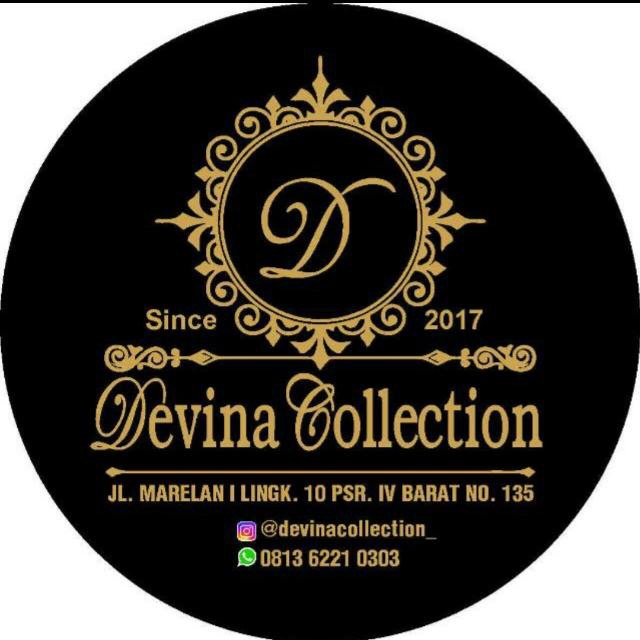 D
Since 2017
Devina Collection
JL. MARELAN I LINGK. 10 PSR. IV BARAT NO. 135
@devinacollection_
0813 6221 0303